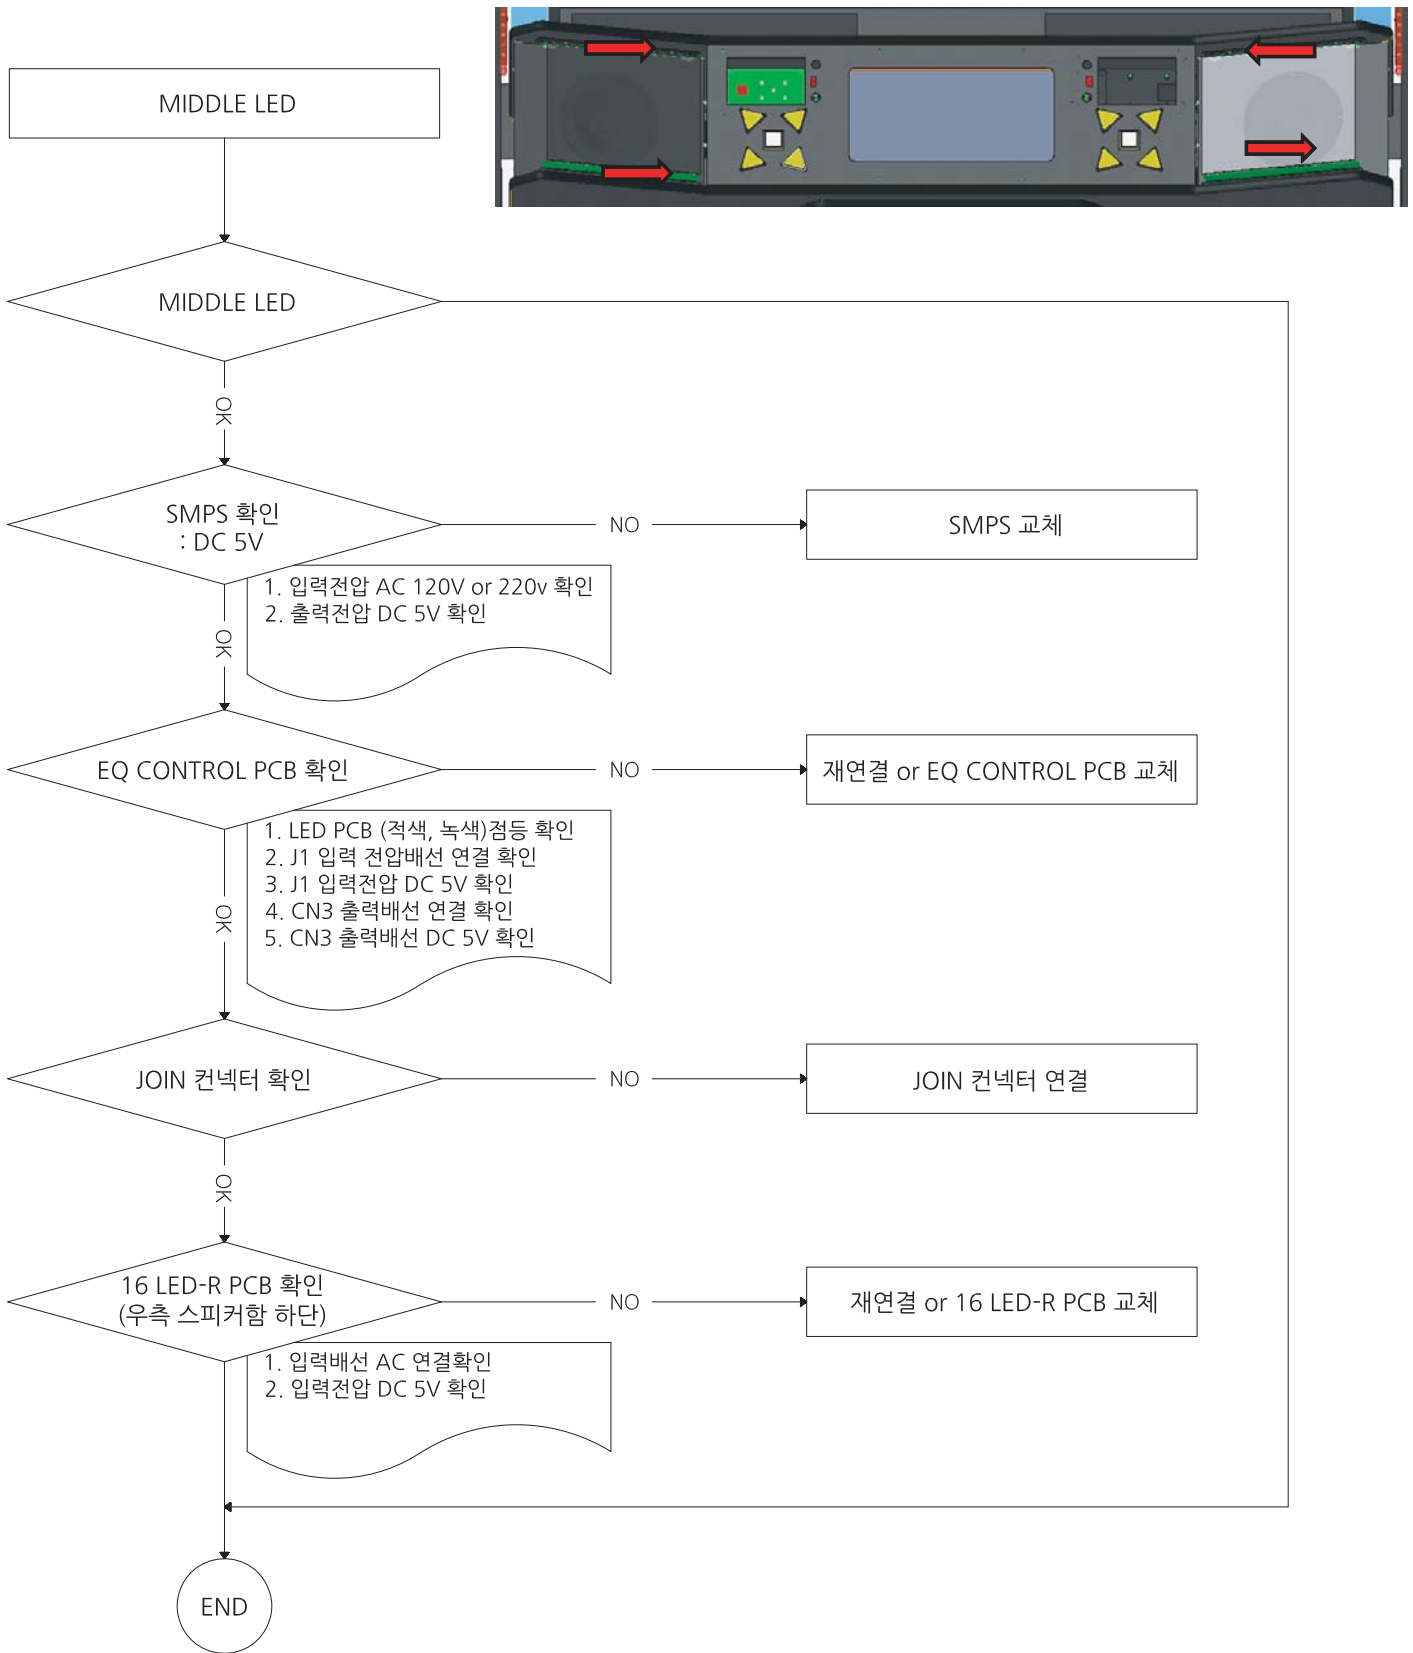 MIDDLE LED
MIDDLE LED
OK
SMPS 확인
: DC 5V
NO
SMPS 교체
1. 입력전압 AC 120V or 220v 확인
2. 출력전압 DC 5V 확인
OK
EQ CONTROL PCB 확인
NO
재연결 or EQ CONTROL PCB 교체
1. LED PCB (적색, 녹색)점등 확인
2. J1 입력 전압배선 연결 확인
3. J1 입력전압 DC 5V 확인
4. CN3 출력배선 연결 확인
5. CN3 출력배선 DC 5V 확인
OK
JOIN 컨넥터 확인
NO
JOIN 컨넥터 연결
OK
16 LED-R PCB 확인
(우측 스피커함 하단)
NO
재연결 or 16 LED-R PCB 교체
1. 입력배선 AC 연결확인
2. 입력전압 DC 5V 확인
END